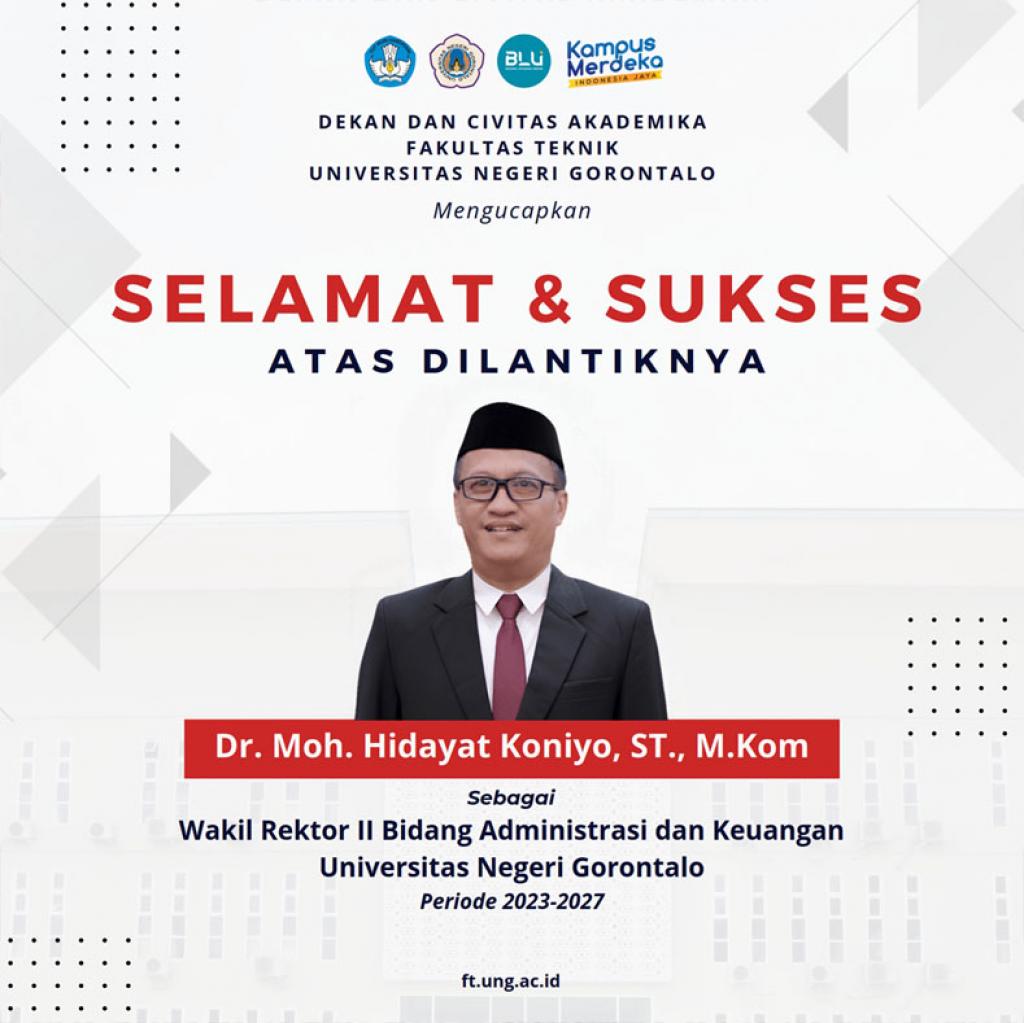 BLU
Kampus
Merdeka
INDONESIA JAYA
DEKAN DAN CIVITAS AKADEMIKA
FAKULTAS TEKNIK
UNIVERSITAS NEGERI GORONTALO
Mengucapkan
SELAMAT & SUKSES
ATAS DILANTIKNYA
Dr. Moh. Hidayat Koniyo, ST., M.Kom
Sebagai
Wakil Rektor II Bidang Administrasi dan Keuangan
Universitas Negeri Gorontalo
Periode 2023-2027
ft.ung.ac.id